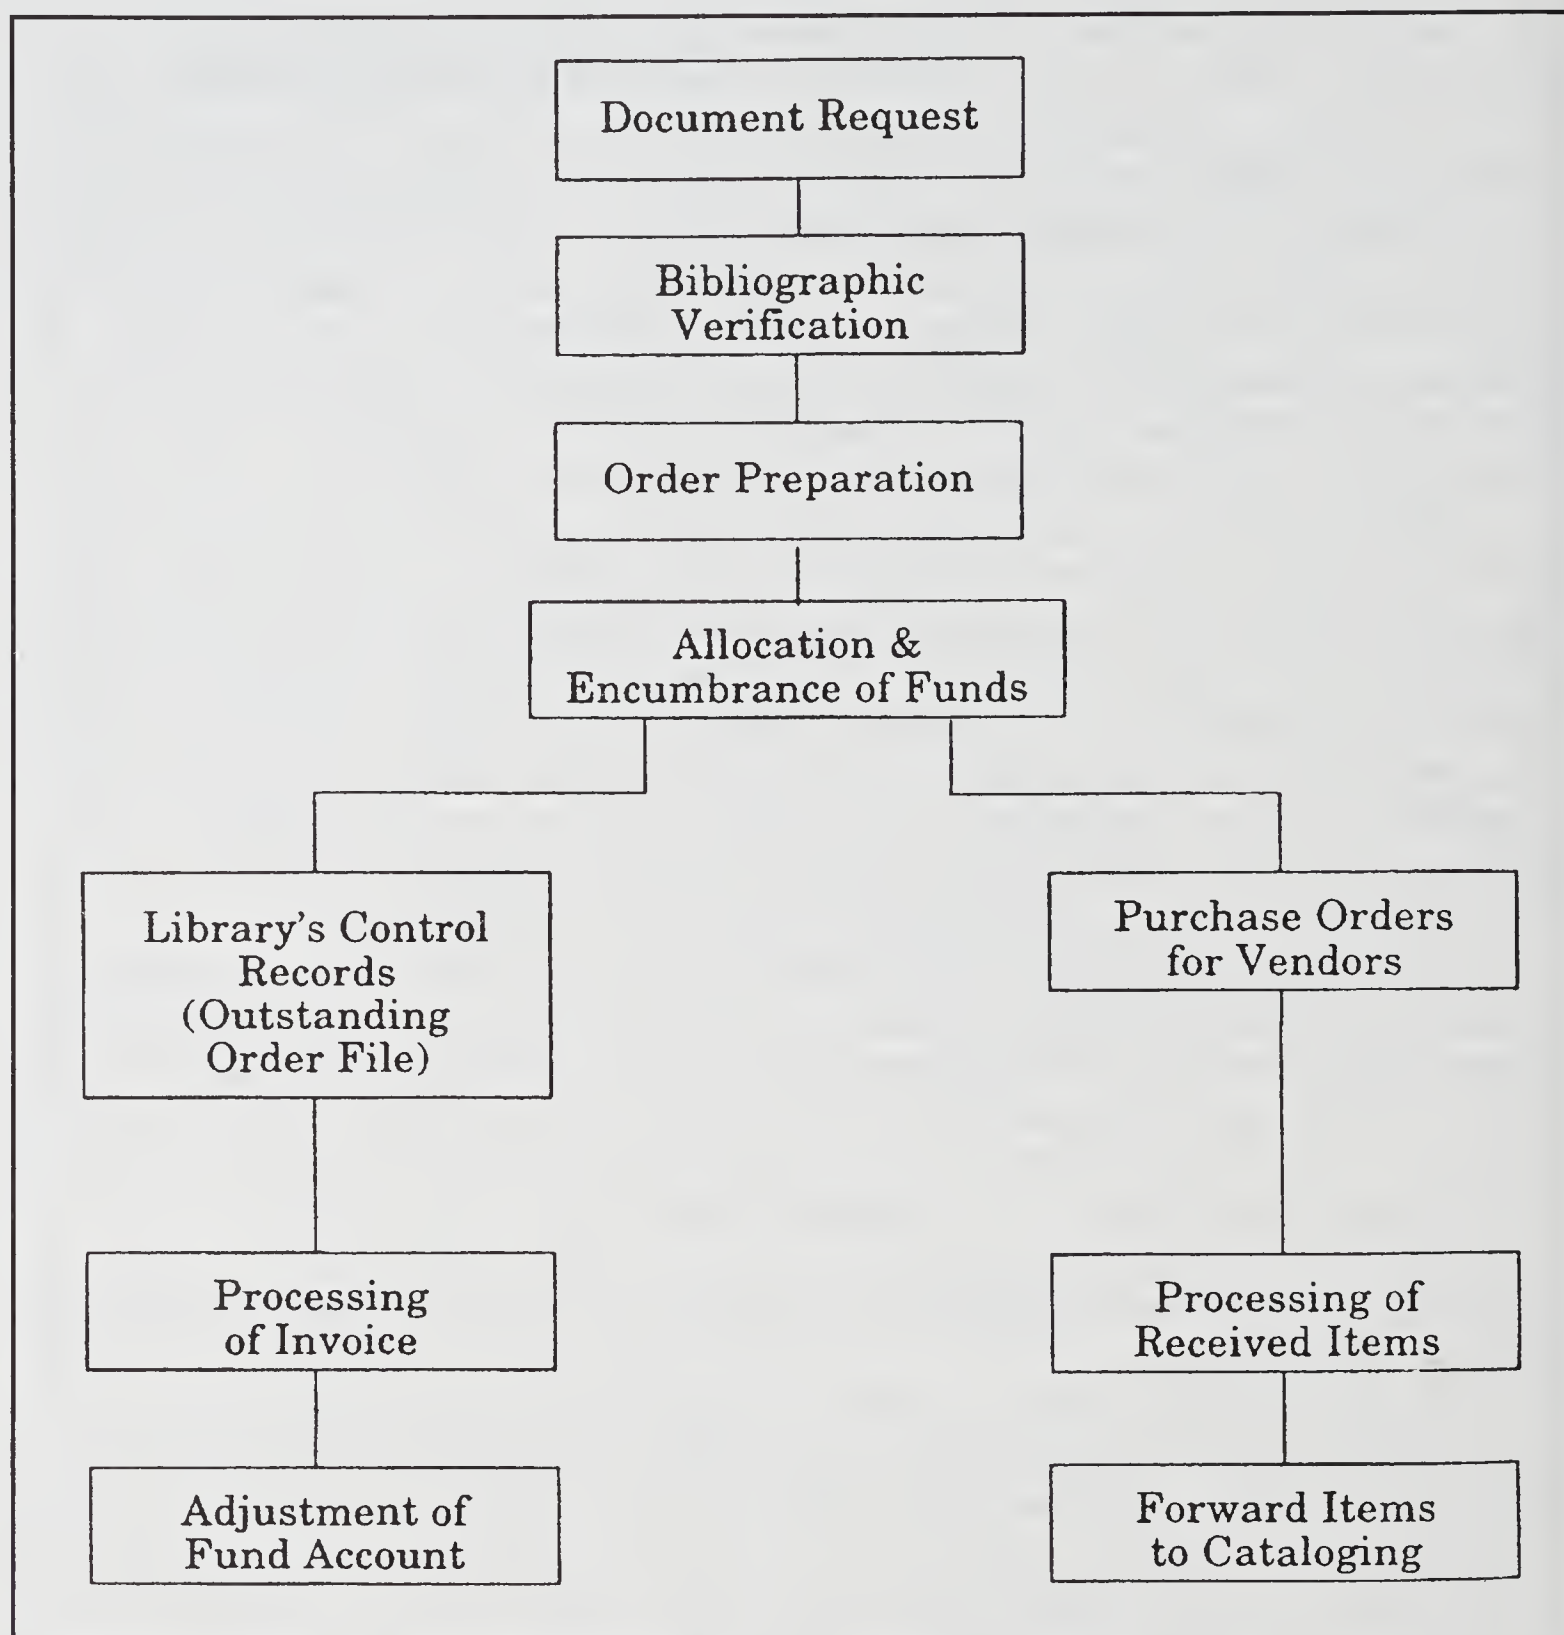 Document Request
Bibliographic
Verification
Order Preparation
Allocation &
Encumbrance of Funds
Library's Control
Records
(Outstanding
Order File)
Purchase Orders
for Vendors
Processing
of Invoice
Processing of
Received Items
Adjustment of
Fund Account
Forward Items
to Cataloging